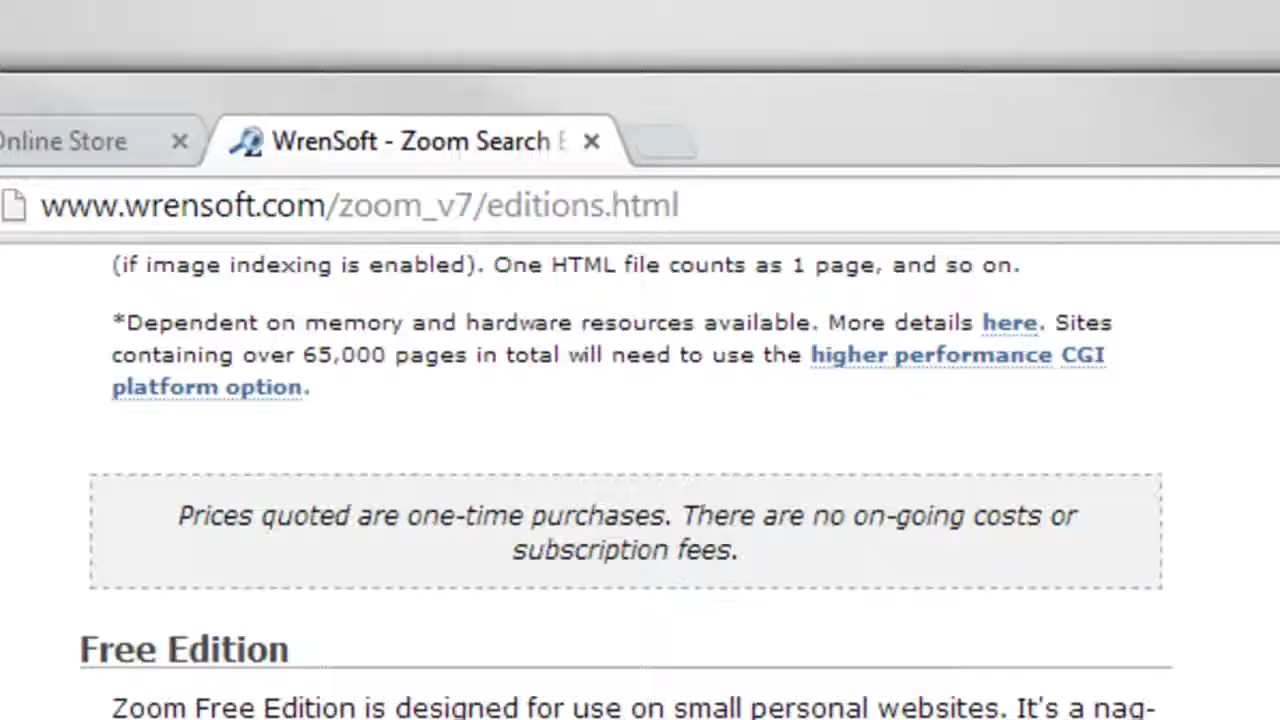 Online Store
WrenSoft - Zoom Search E
www.wrensoft.com/zoom_v7/editions.html
(if image indexing is enabled). One HTML file counts as 1 page, and so on.
*Dependent on memory and hardware resources available. More details here. Sites
containing over 65,000 pages in total will need to use the higher performance CGI
platform option.
Prices quoted are one-time purchases. There are no on-going costs or
subscription fees.
Free Edition
Zoom Free Edition is designed for use on small personal websites. It's a nag-